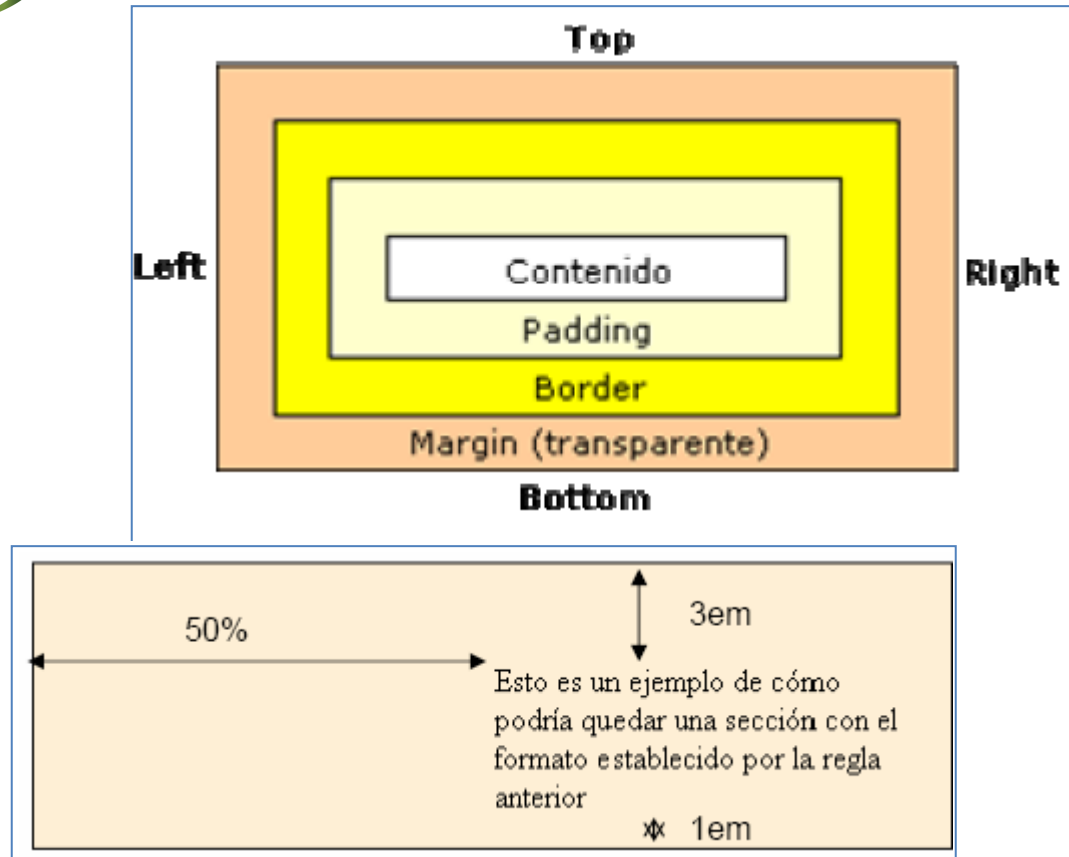 Top
Left
Contenido
Right
Padding
Border
Margin (transparente)
Bottom
50%
3em
Esto es un ejemplo de cómo
podría quedar una sección con el
formato establecido por la regla
anterior
1em